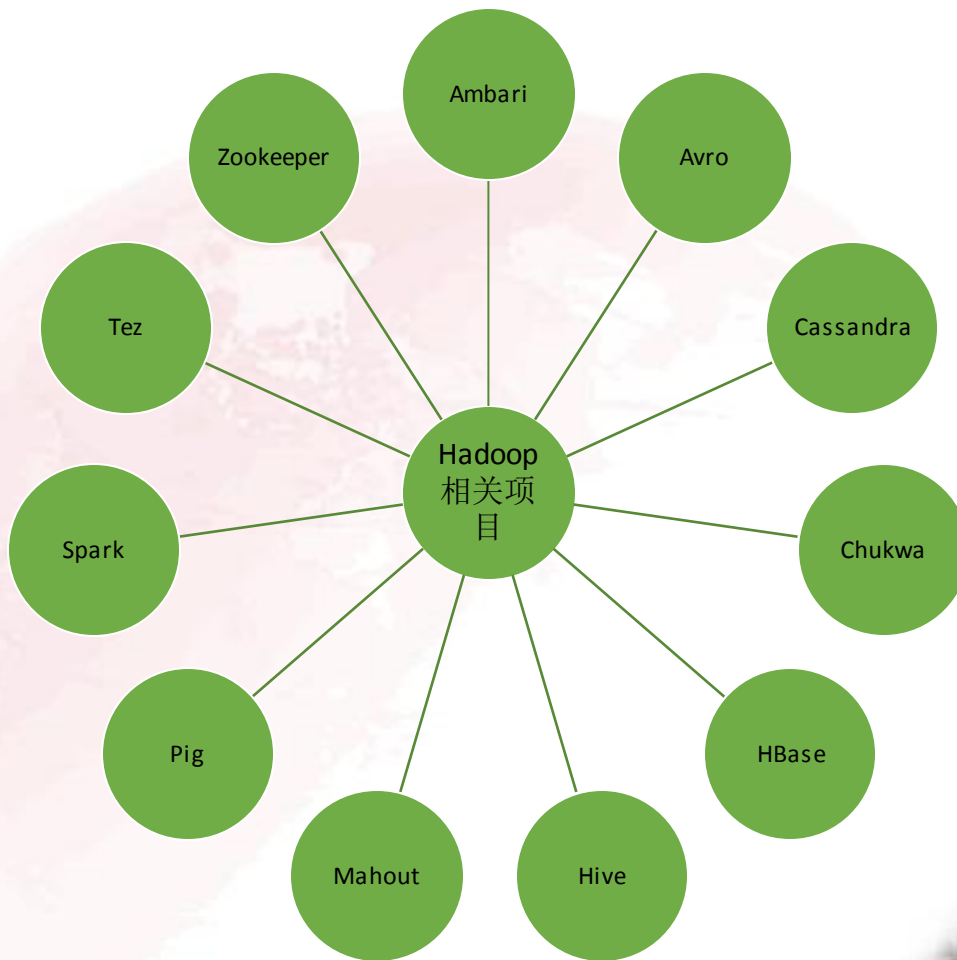 Ambari
Zookeeper
Avro
Tez
Cassandra
Hadoop
相关项
目
Spark
Chukwa
Pig
HBase
Mahout
Hive